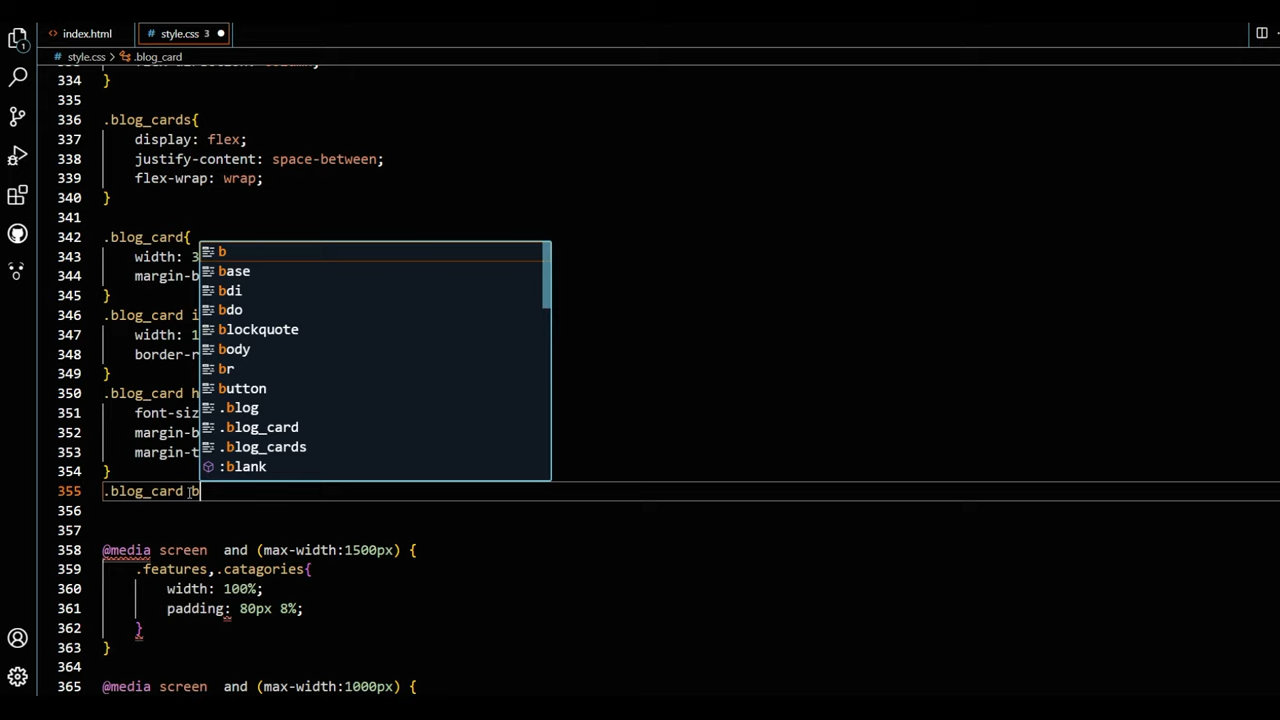 index.html
style.css 3
style.css > .blog_card
334 }
335
336 .blog_cards{
337 display: flex;
338 justify-content: space-between;
339 flex-wrap: wrap;
340 }
341
342 .blog_card{
343 width: 3
344 margin-b
345 }
346 .blog_card i
347 width: 1
348 border-r
349 }
350 .blog_card h
351 font-siz
352 margin-b
353 margin-t
354 }
355 .blog_card b
b
base
bdi
bdo
blockquote
body
br
button
.blog
.blog_card
.blog_cards
:blank
356
357
358 @media screen  and (max-width:1500px) {
359 .features,.catagories{
360 width: 100%;
361 padding: 80px 8%;
362 }
363 }
364
365 @media screen  and (max-width:1000px) {
1